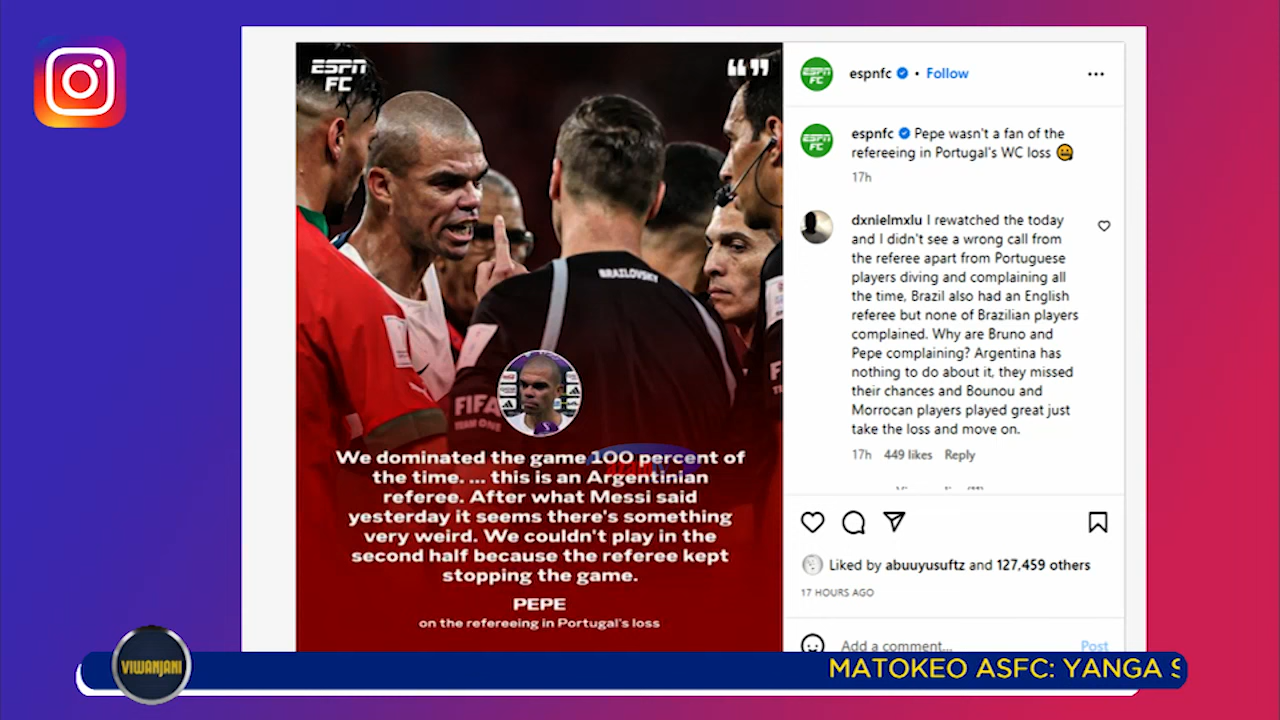 ESPN
FC
espnfc • Follow
espnfc Pepe wasn't a fan of the
refereeing in Portugal's WC loss
17h
dxnielmxlu I rewatched the today
and I didn't see a wrong call from
the referee apart from Portuguese
players diving and complaining all
the time, Brazil also had an English
referee but none of Brazilian players
complained. Why are Bruno and
Pepe complaining? Argentina has
nothing to do about it, they missed
their chances and Bounou and
Morrocan players played great just
take the loss and move on.
17h 449 likes Reply
Liked by abuuyusuftz and 127,459 others
17 HOURS AGO
Add a comment... Post
BRAZLOVSKY
FIFA
TEAM ONE
We dominated the game 100 percent of
the time. ... this is an Argentinian
referee. After what Messi said
yesterday it seems there's something
very weird. We couldn't play in the
second half because the referee kept
stopping the game.
PEPE
on the refereeing in Portugal's loss
VIWANJANI
MATOKEO ASFC: YANGA S